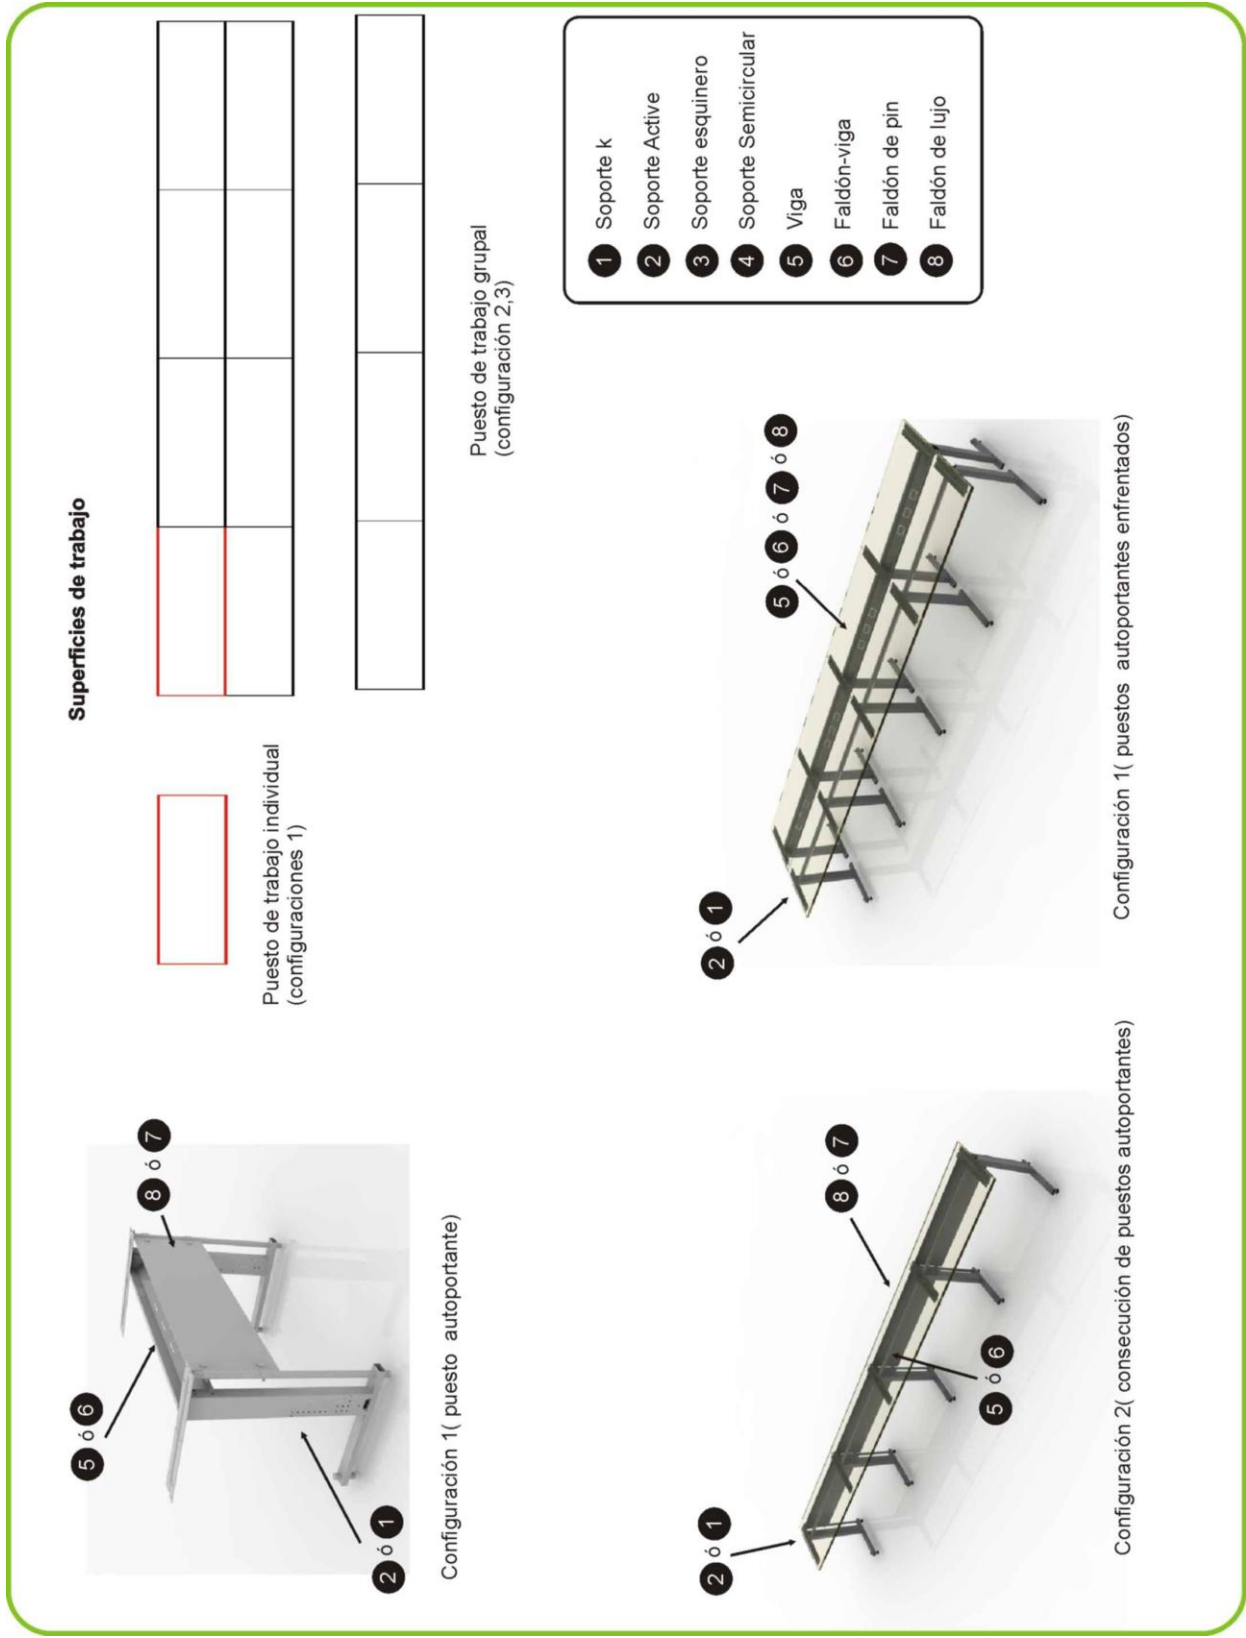 Superficies de trabajo
5 ó 6
8 ó 7
2 ó 1
Configuración 1( puesto autoportante)
Puesto de trabajo individual
(configuraciones 1)
Puesto de trabajo grupal
(configuración 2,3)
2 ó 1
8 ó 7
5 ó 6
Configuración 2( consecución de puestos autoportantes)
2 ó 1
5 ó 6 ó 7 ó 8
Configuración 1( puestos autoportantes enfrentados)
1 Soporte k
2 Soporte Active
3 Soporte esquinero
4 Soporte Semicircular
5 Viga
6 Faldón-viga
7 Faldón de pin
8 Faldón de lujo